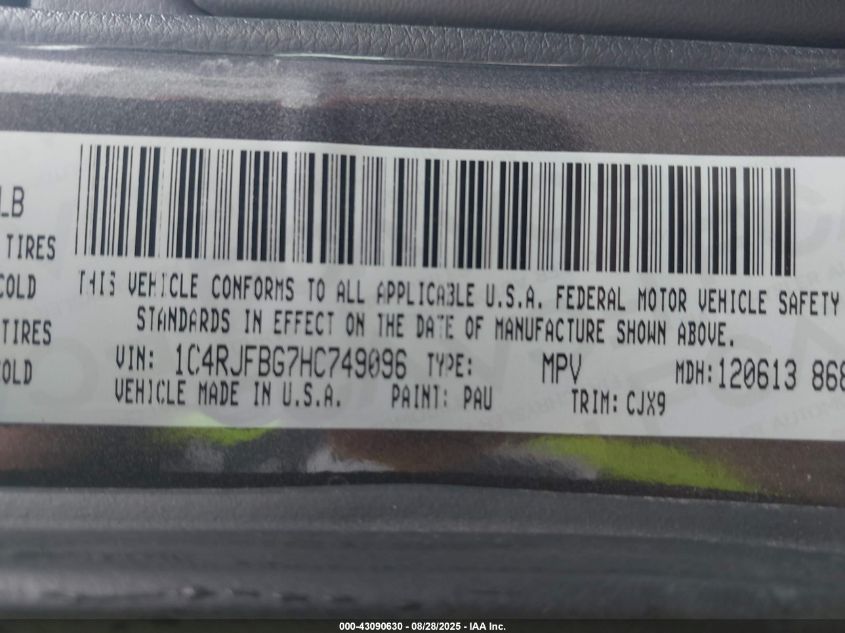 LB
TIRES
COLD
TIRES
OLD
THIS VEHICLE CONFORMS TO ALL APPLICABLE U.S.A. FEDERAL MOTOR VEHICLE SAFETY
STANDARDS IN EFFECT ON THE DATE OF MANUFACTURE SHOWN ABOVE.
VIN: 1C4RJFBG7HC749096 TYPE: MPV MDH: 120613 868
VEHICLE MADE IN U.S.A. PAINT: PAU TRIM: CJX9
000-43090630 - 08/28/2025 - IAA Inc.